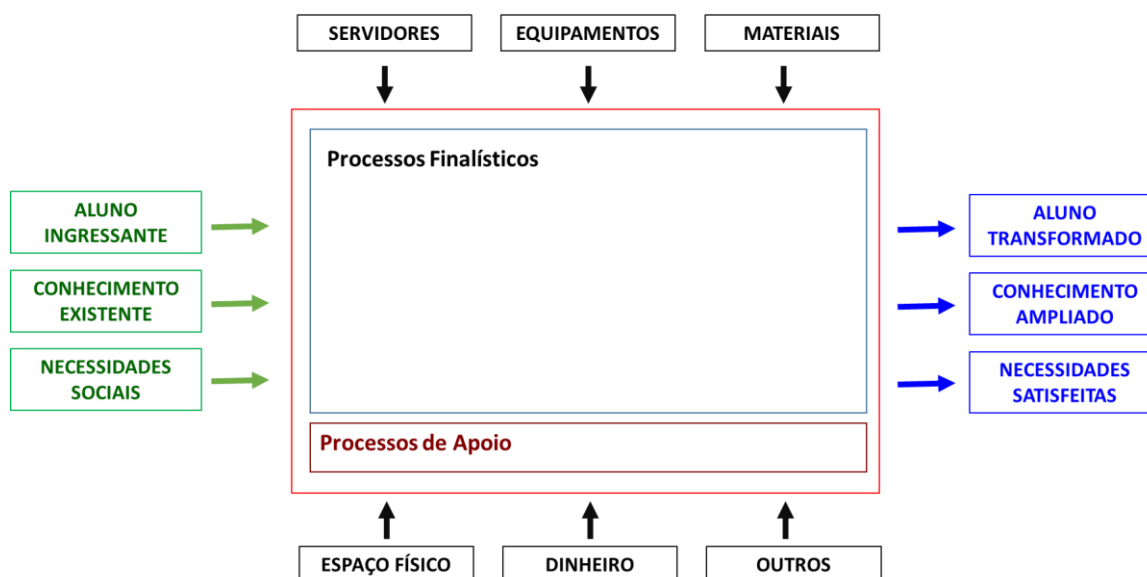 SERVIDORES
EQUIPAMENTOS
MATERIAIS
Processos Finalísticos
ALUNO
INGRESSANTE
CONHECIMENTO
EXISTENTE
NECESSIDADES
SOCIAIS
ALUNO
TRANSFORMADO
CONHECIMENTO
AMPLIADO
NECESSIDADES
SATISFEITAS
Processos de Apoio
ESPAÇO FÍSICO
DINHEIRO
OUTROS